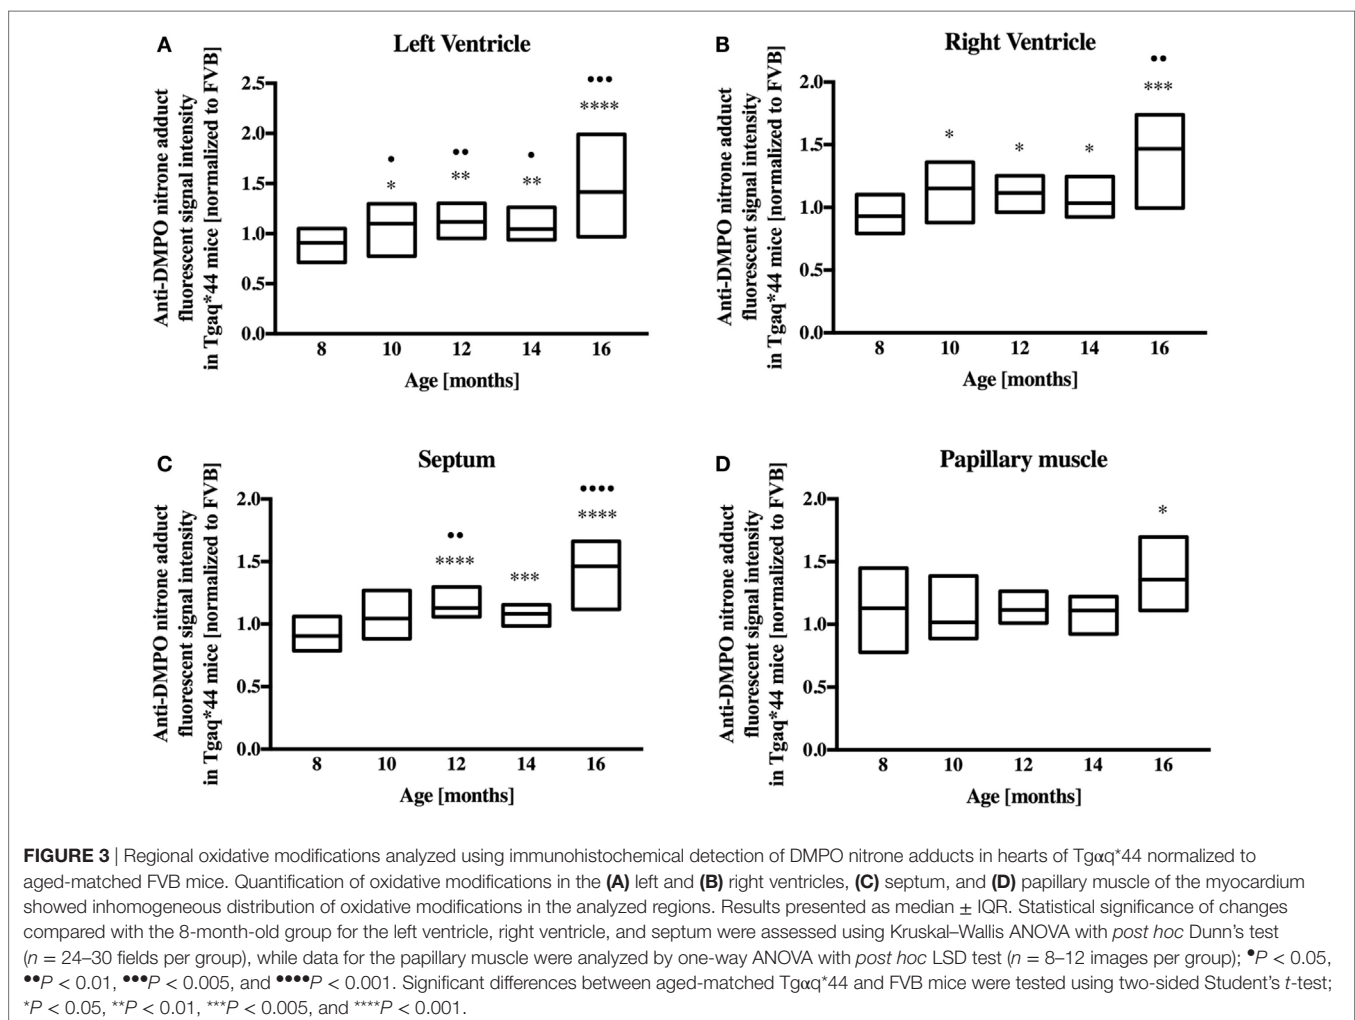 A
Left Ventricle
Anti-DMPO nitrone adduct
fluorescent signal intensity
in Tgaq*44 mice [normalized to FVB]
2.5
2.0
1.5
1.0
0.5
0.0
•
*
••
**
•
**
•••
****
8 10 12 14 16
Age [months]
B
Right Ventricle
Anti-DMPO nitrone adduct
fluorescent signal intensity
in Tgaq*44 mice [normalized to FVB]
2.0
1.5
1.0
0.5
0.0
*
*
*
••
***
8 10 12 14 16
Age [months]
C
Septum
Anti-DMPO nitrone adduct
fluorescent signal intensity
in Tgaq*44 mice [normalized to FVB]
2.0
1.5
1.0
0.5
0.0
••
****
***
••••
****
8 10 12 14 16
Age [months]
D
Papillary muscle
Anti-DMPO nitrone adduct
fluorescent signal intensity
in Tgaq*44 mice [normalized to FVB]
2.0
1.5
1.0
0.5
0.0
*
8 10 12 14 16
Age [months]
FIGURE 3 | Regional oxidative modifications analyzed using immunohistochemical detection of DMPO nitrone adducts in hearts of Tgαq*44 normalized to
aged-matched FVB mice. Quantification of oxidative modifications in the (A) left and (B) right ventricles, (C) septum, and (D) papillary muscle of the myocardium
showed inhomogeneous distribution of oxidative modifications in the analyzed regions. Results presented as median ± IQR. Statistical significance of changes
compared with the 8-month-old group for the left ventricle, right ventricle, and septum were assessed using Kruskal–Wallis ANOVA with post hoc Dunn's test
(n = 24–30 fields per group), while data for the papillary muscle were analyzed by one-way ANOVA with post hoc LSD test (n = 8–12 images per group); •P < 0.05,
••P < 0.01, •••P < 0.005, and ••••P < 0.001. Significant differences between aged-matched Tgαq*44 and FVB mice were tested using two-sided Student's t-test;
*P < 0.05, **P < 0.01, ***P < 0.005, and ****P < 0.001.